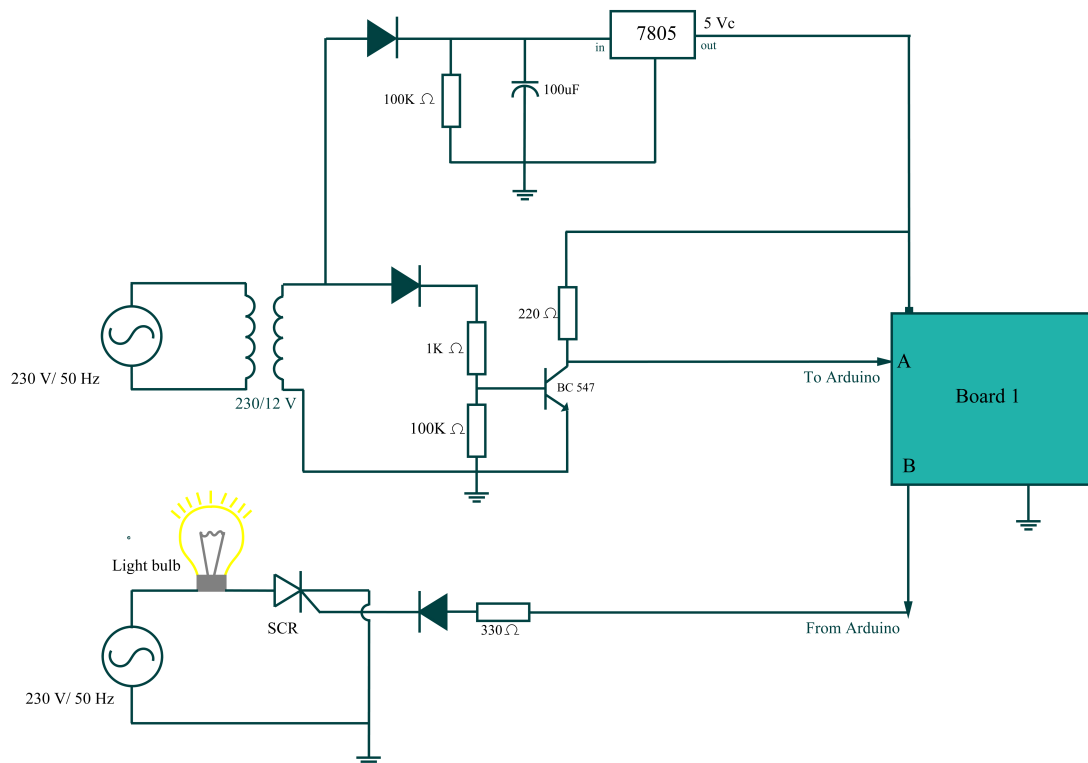 7805
5 Vc
in
out
100K Ω
100uF
220 Ω
1K Ω
BC 547
To Arduino
A
Board 1
230 V/ 50 Hz
230/12 V
100K Ω
B
Light bulb
SCR
330 Ω
From Arduino
230 V/ 50 Hz